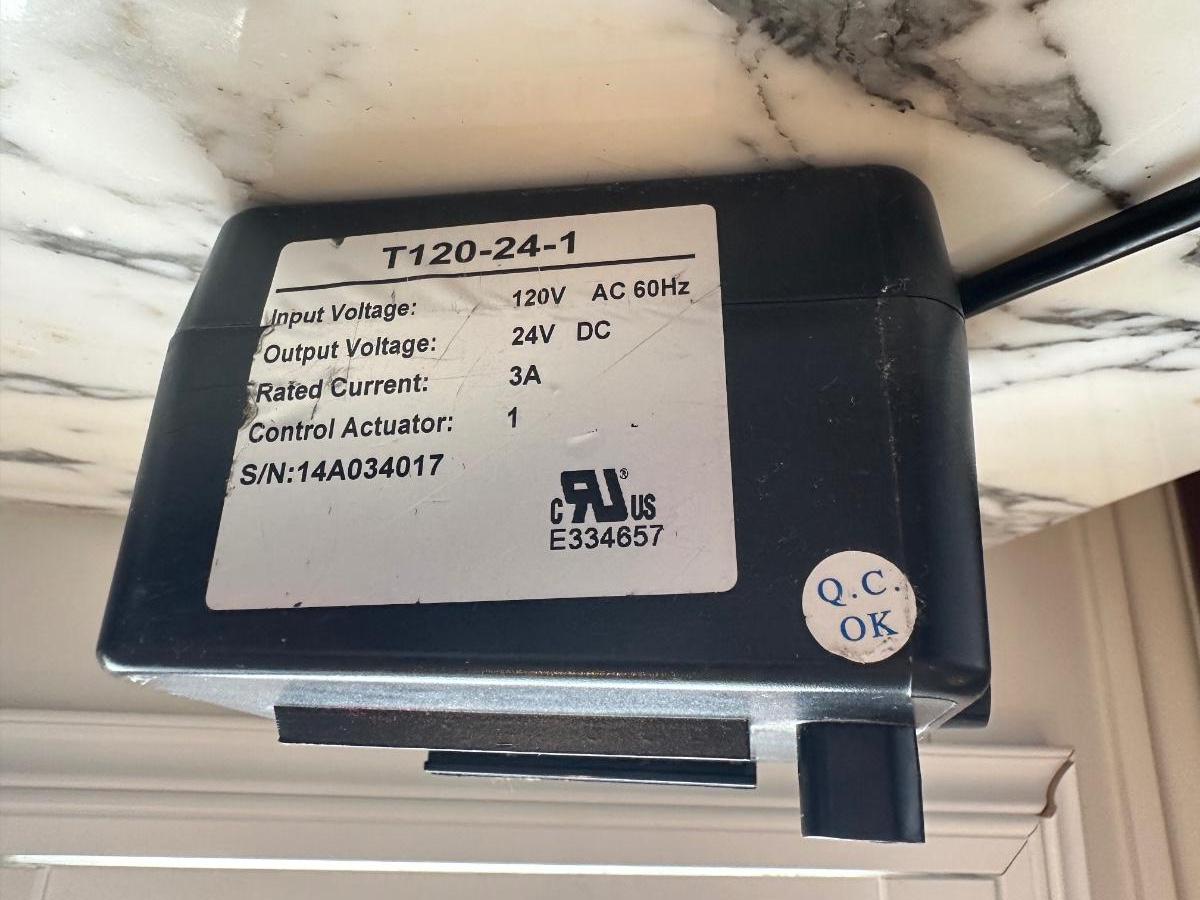 T120-24-1
Input Voltage: 120V AC 60Hz
Output Voltage: 24V DC
Rated Current: 3A
Control Actuator: 1
S/N:14A034017
c RU ® US
E334657
Q.C.
OK